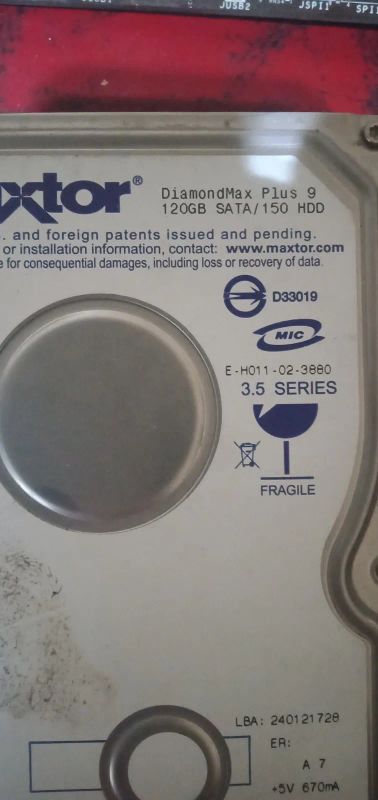 JUSB2 JSPI1 SPI1
axtor®
DiamondMax Plus 9
120GB SATA/150 HDD
. and foreign patents issued and pending.
or installation information, contact: www.maxtor.com
e for consequential damages, including loss or recovery of data.
D33019
MIC
E-H011-02-3880
3.5 SERIES
FRAGILE
LBA: 240121728
ER:
A 7
+5V 670mA